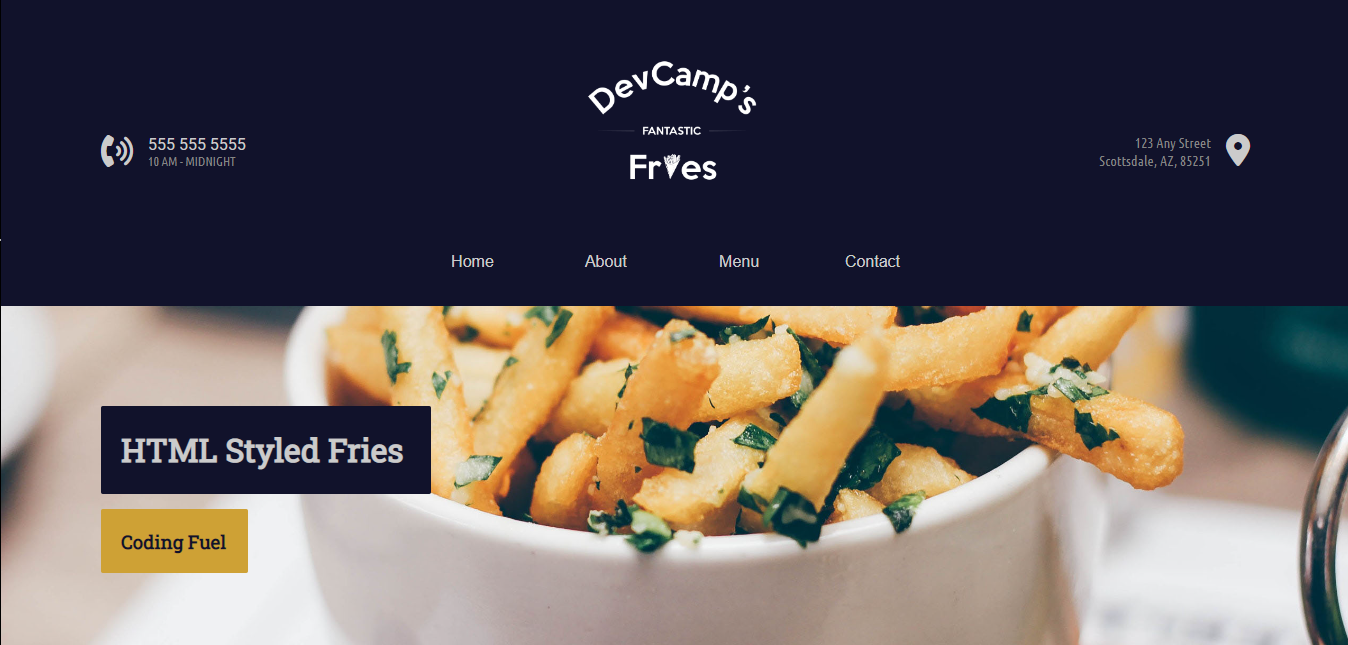 DevCamp's
FANTASTIC
Fries
555 555 5555
10 AM - MIDNIGHT
123 Any Street
Scottsdale, AZ, 85251
Home
About
Menu
Contact
HTML Styled Fries
Coding Fuel